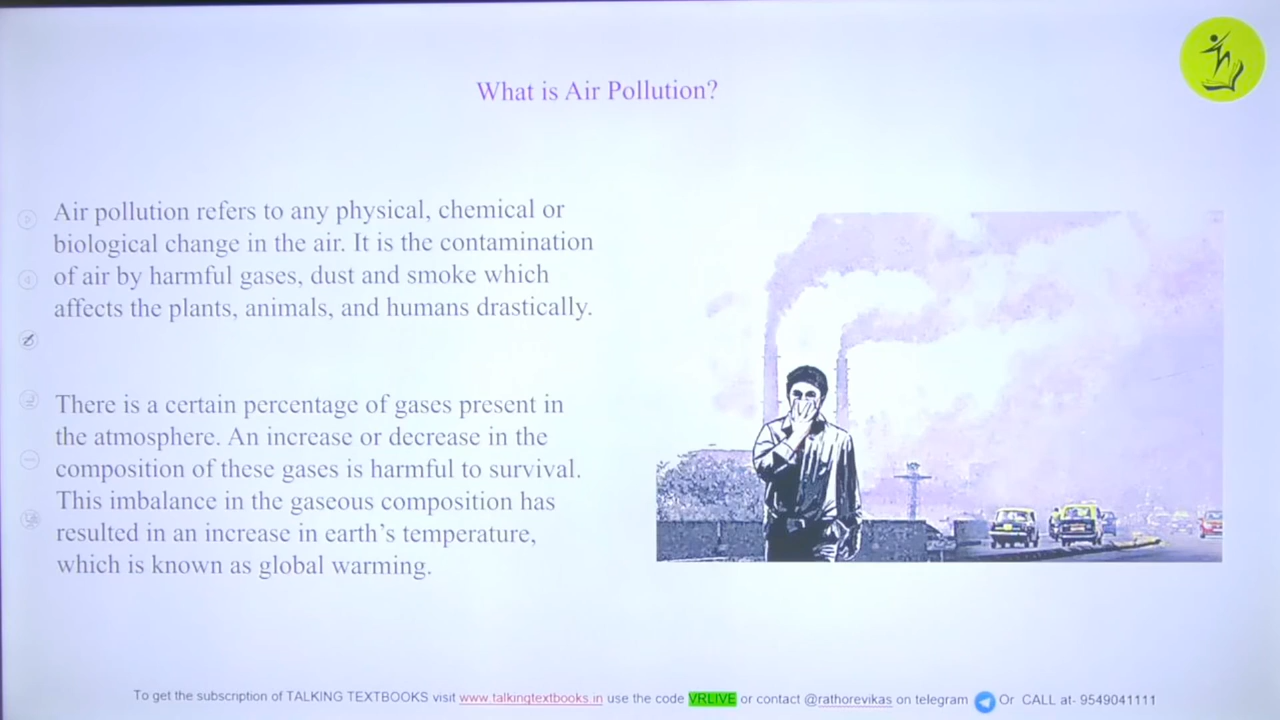 What is Air Pollution?
Air pollution refers to any physical, chemical or
biological change in the air. It is the contamination
of air by harmful gases, dust and smoke which
affects the plants, animals, and humans drastically.
There is a certain percentage of gases present in
the atmosphere. An increase or decrease in the
composition of these gases is harmful to survival.
This imbalance in the gaseous composition has
resulted in an increase in earth's temperature,
which is known as global warming.
To get the subscription of TALKING TEXTBOOKS visit www.talkingtextbooks.in use the code VRLIVE or contact @rathorevikas on telegram Or CALL at- 9549041111